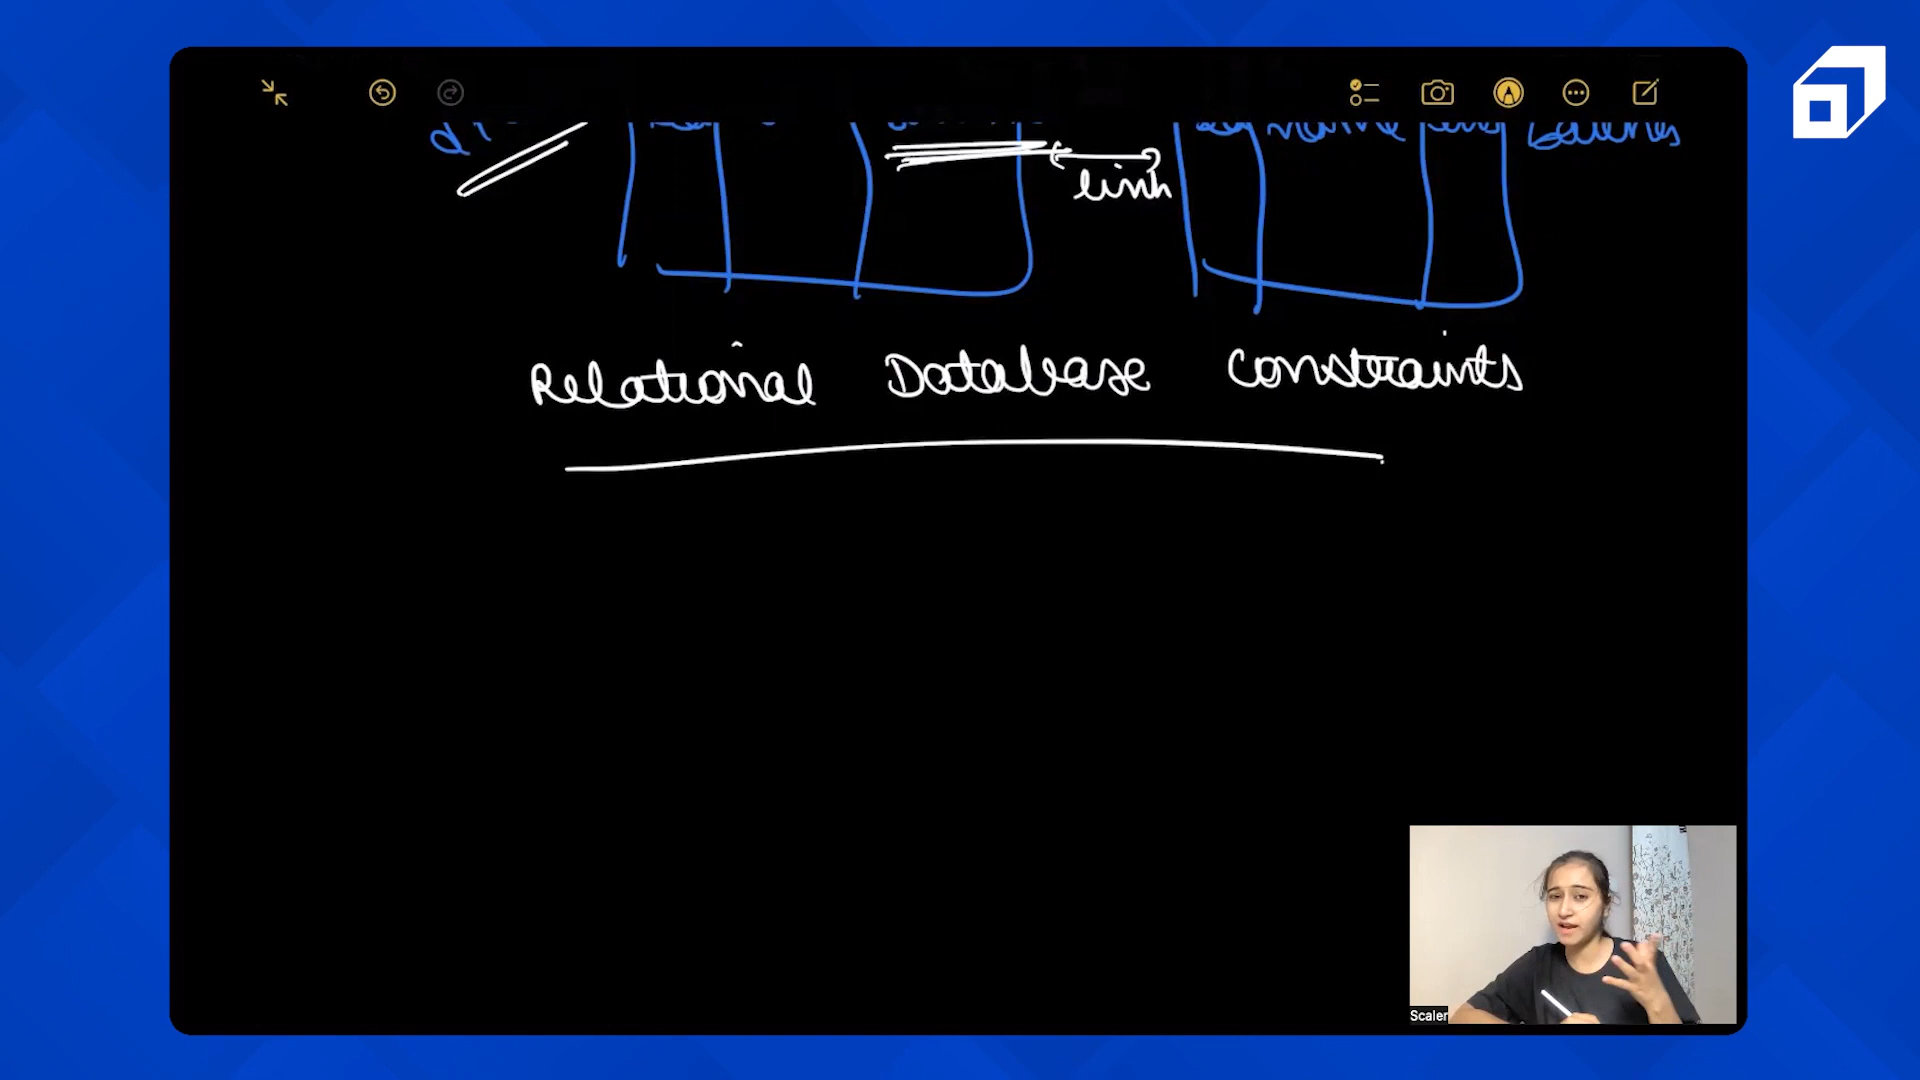 link
Relational Database Constraints
Scaler